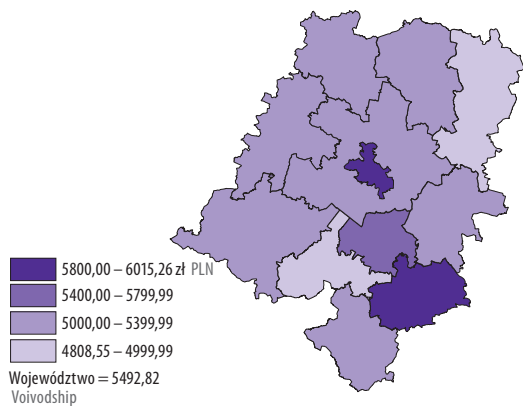 5800,00 – 6015,26 zł PLN
5400,00 – 5799,99
5000,00 – 5399,99
4808,55 – 4999,99
Województwo = 5492,82
Voivodship